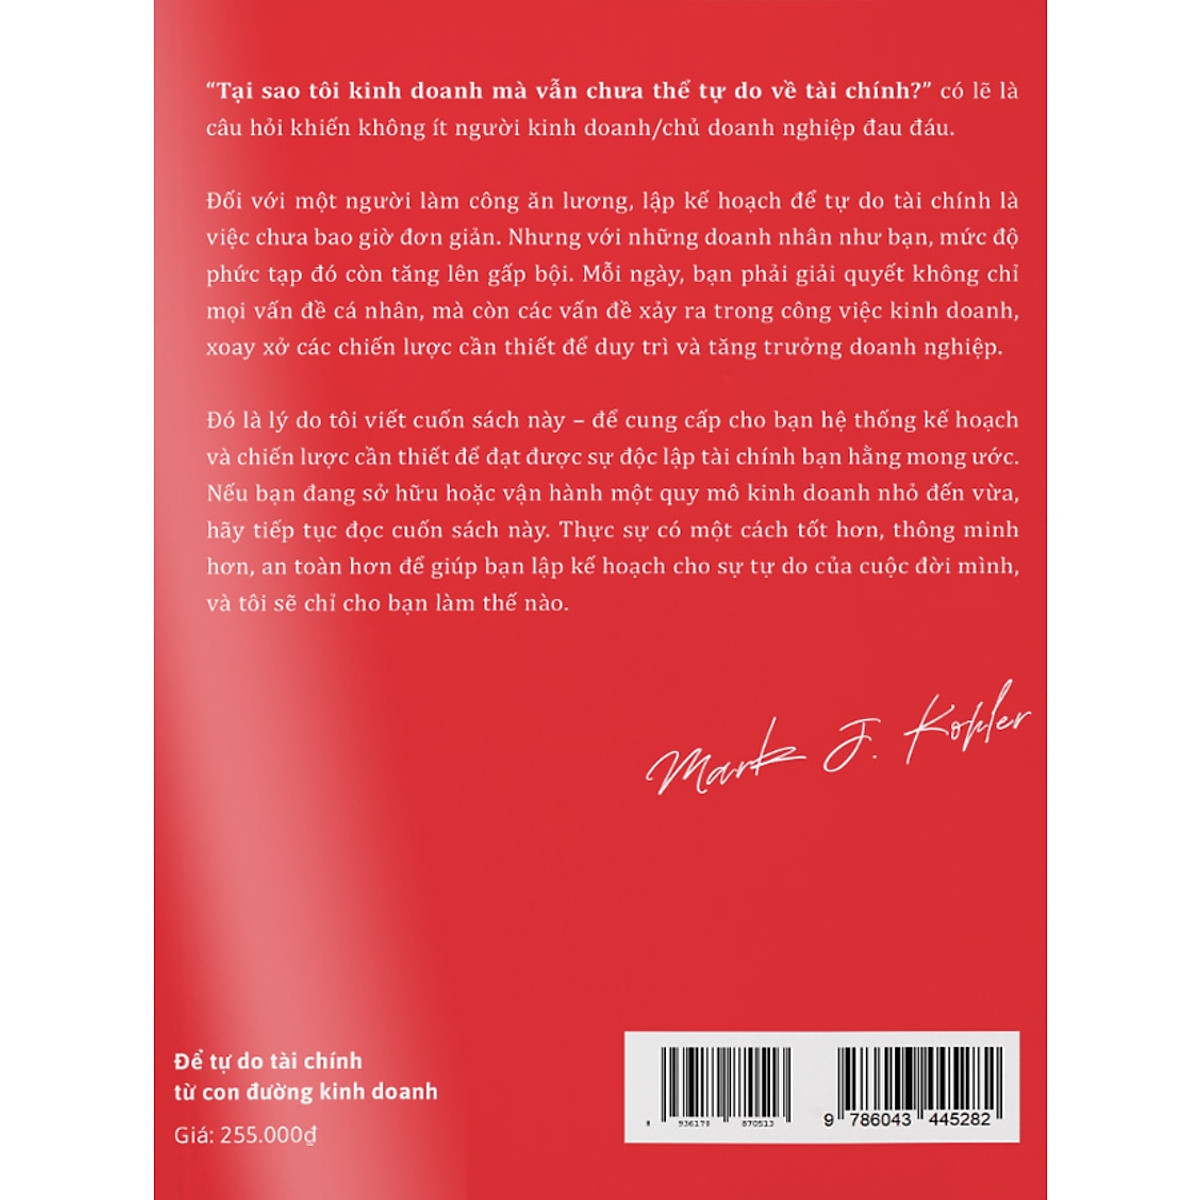 “Tại sao tôi kinh doanh mà vẫn chưa thể tự do về tài chính?” có lẽ là
câu hỏi khiến không ít người kinh doanh/chủ doanh nghiệp đau đáu.
Đối với một người làm công ăn lương, lập kế hoạch để tự do tài chính là
việc chưa bao giờ đơn giản. Nhưng với những doanh nhân như bạn, mức độ
phức tạp đó còn tăng lên gấp bội. Mỗi ngày, bạn phải giải quyết không chỉ
mọi vấn đề cá nhân, mà còn các vấn đề xảy ra trong công việc kinh doanh,
xoay xở các chiến lược cần thiết để duy trì và tăng trưởng doanh nghiệp.
Đó là lý do tôi viết cuốn sách này – để cung cấp cho bạn hệ thống kế hoạch
và chiến lược cần thiết để đạt được sự độc lập tài chính bạn hằng mong ước.
Nếu bạn đang sở hữu hoặc vận hành một quy mô kinh doanh nhỏ đến vừa,
hãy tiếp tục đọc cuốn sách này. Thực sự có một cách tốt hơn, thông minh
hơn, an toàn hơn để giúp bạn lập kế hoạch cho sự tự do của cuộc đời mình,
và tôi sẽ chỉ cho bạn làm thế nào.
Mark J. Kohler
Để tự do tài chính
từ con đường kinh doanh
Giá: 255.000₫
8 936170 870513
9 786043 445282